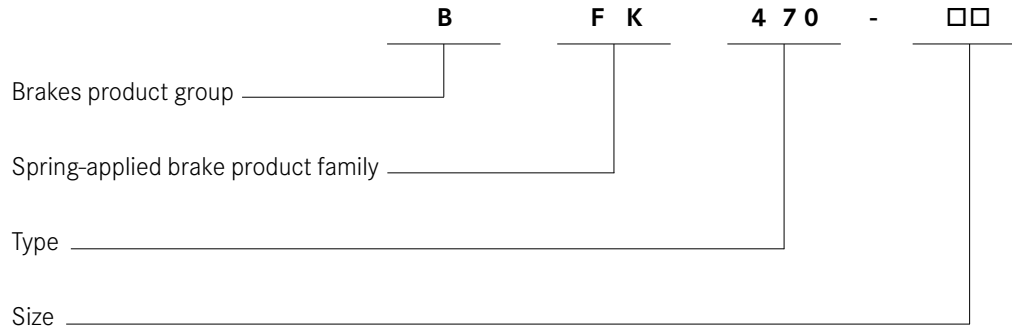 B F K 4 7 0 - □□
Brakes product group
Spring-applied brake product family
Type
Size